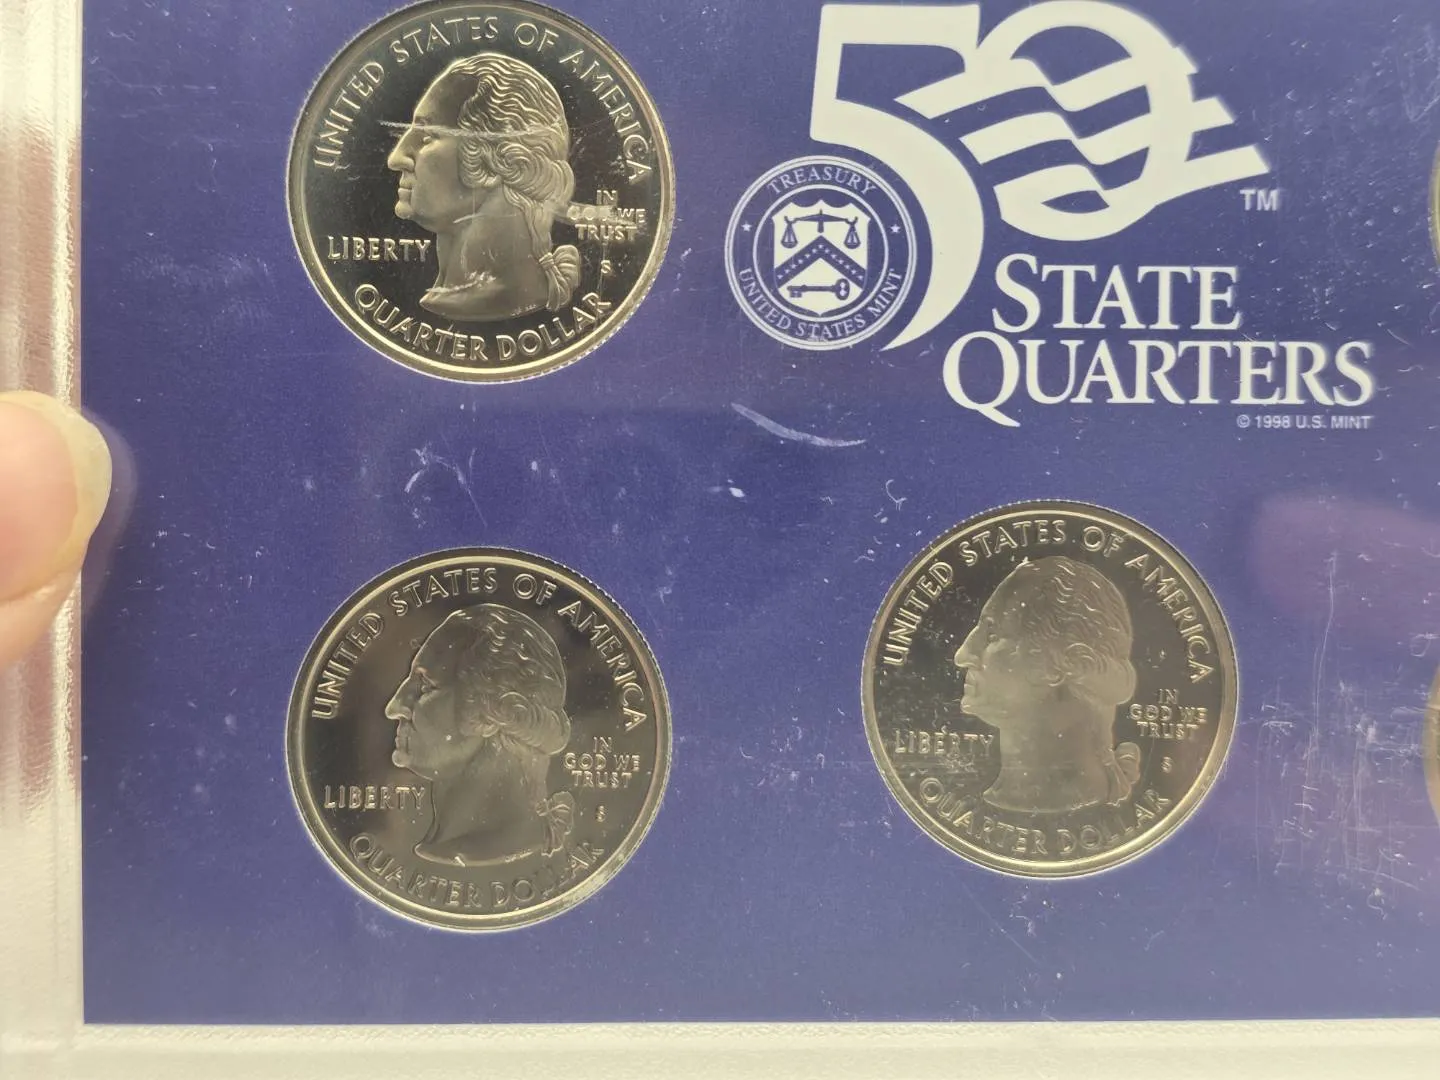 UNITED STATES OF AMERICA
LIBERTY
IN
GOD WE
TRUST
S
QUARTER DOLLAR
50
TM
TREASURY
UNITED STATES MINT
STATE
QUARTERS
© 1998 U.S. MINT
UNITED STATES OF AMERICA
LIBERTY
IN
GOD WE
TRUST
S
QUARTER DOLLAR
UNITED STATES OF AMERICA
LIBERTY
IN
GOD WE
TRUST
S
QUARTER DOLLAR